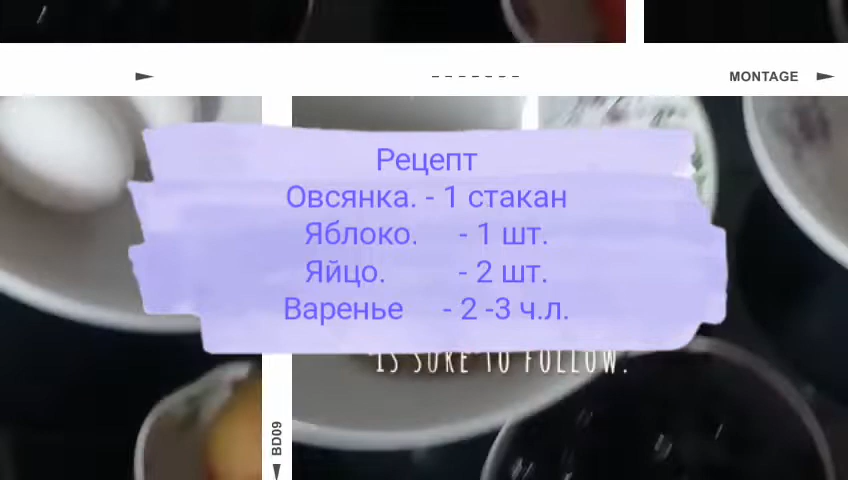 MONTAGE
Рецепт
Овсянка. - 1 стакан
Яблоко. - 1 шт.
Яйцо. - 2 шт.
Варенье - 2 -3 ч.л.
IS SURE TO FOLLOW.
BD09